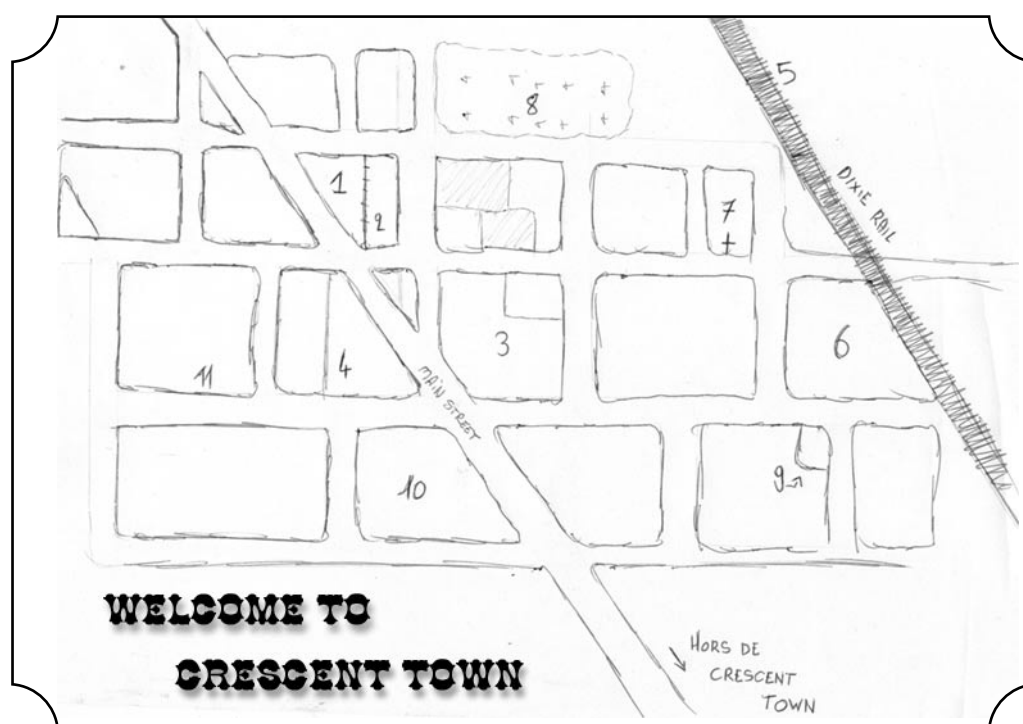 5
8
DIXIE RAIL
1
2
7
3
6
4
11
MAIN STREET
10
9
WELCOME TO
CRESCENT TOWN
HORS DE
CRESCENT
TOWN